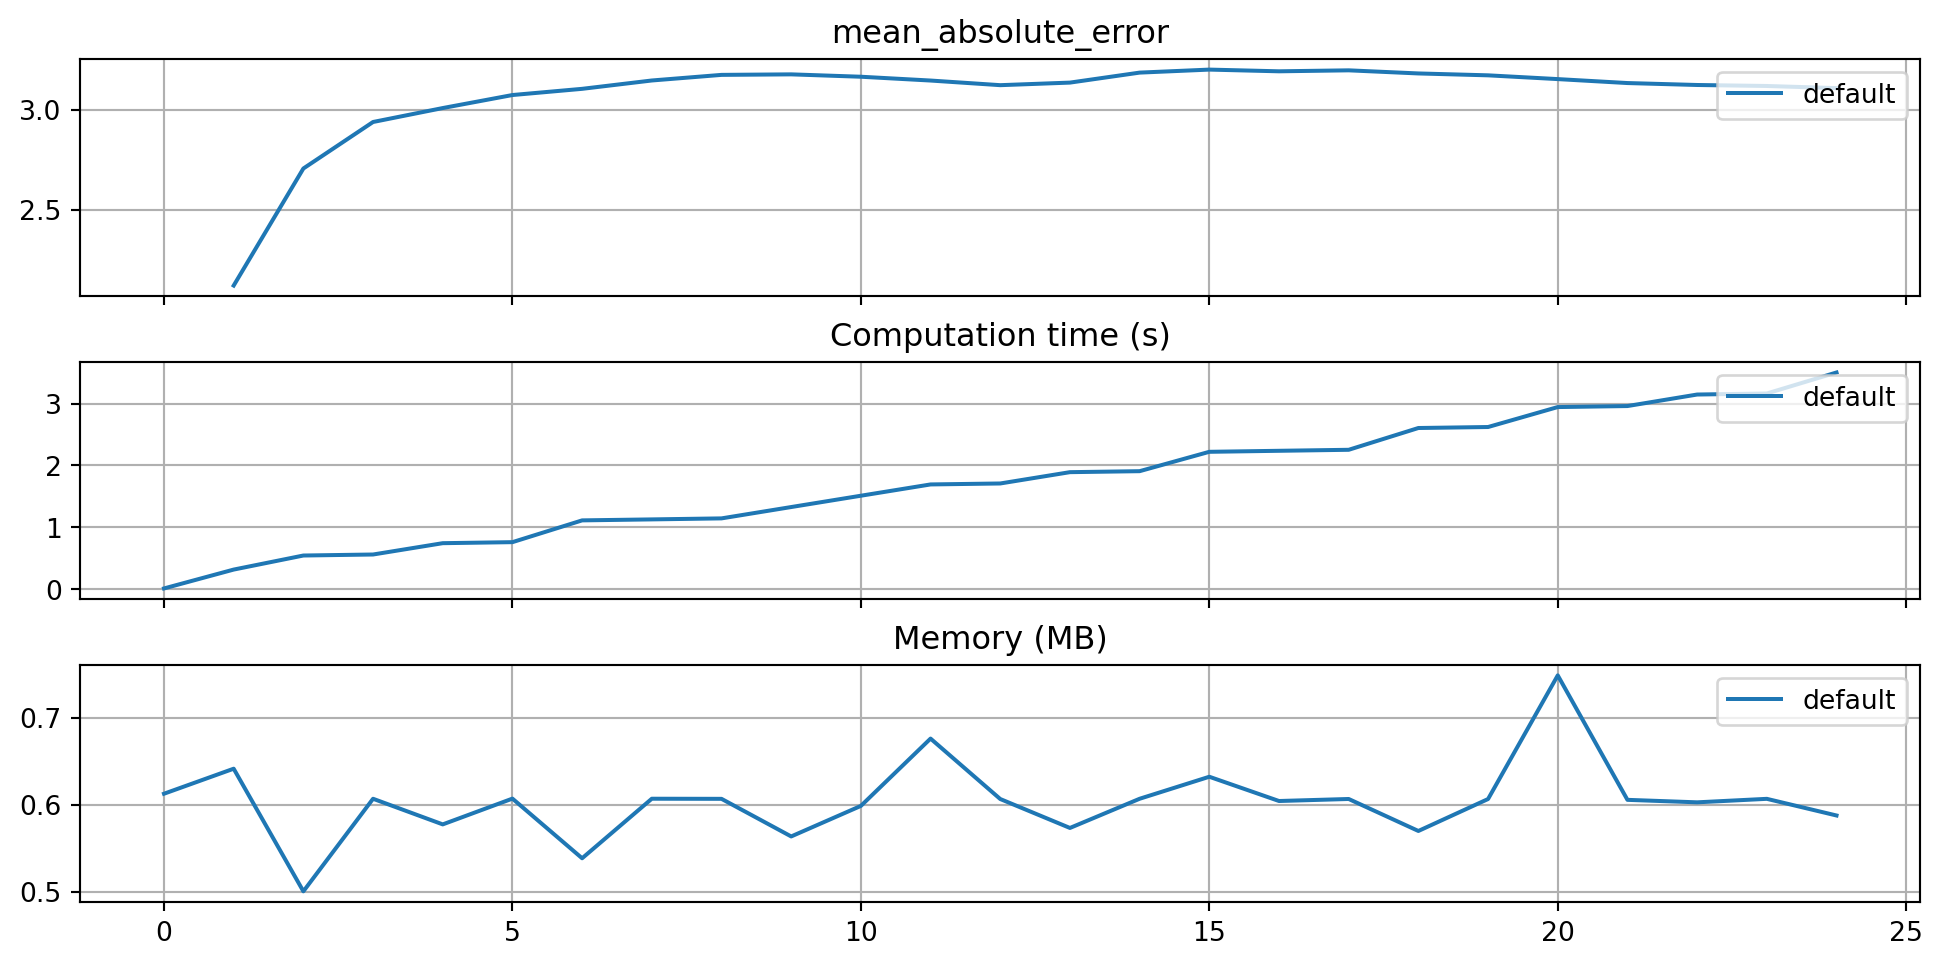 mean_absolute_error
3.0
2.5
default
Computation time (s)
3
2
1
0
default
Memory (MB)
0.7
0.6
0.5
default
0 5 10 15 20 25